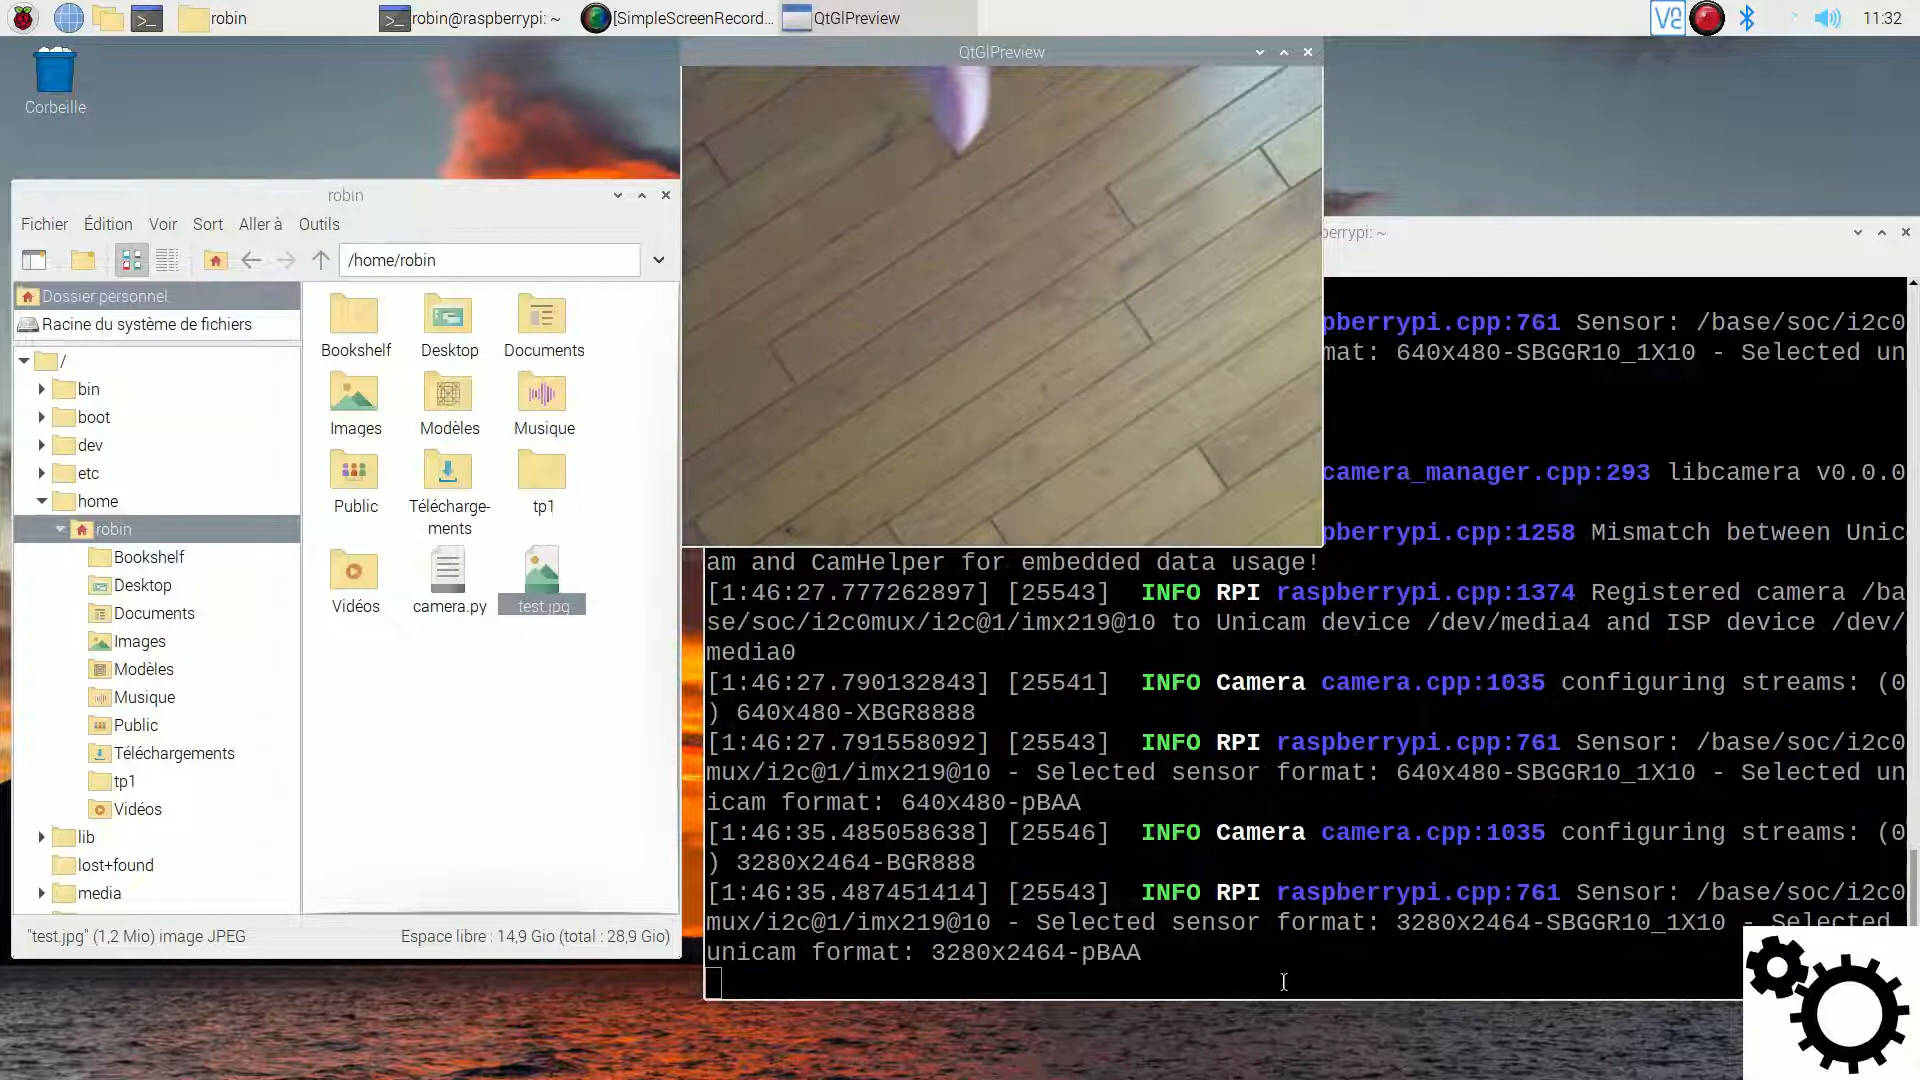 robin
robin@raspberrypi: ~
[SimpleScreenRecord...
QtGlPreview
11:32
Corbeille
QtGlPreview
robin
Fichier
Édition
Voir
Sort
Aller à
Outils
/home/robin
Dossier personnel
Racine du système de fichiers
/
bin
boot
dev
etc
home
robin
Bookshelf
Desktop
Documents
Images
Modèles
Musique
Public
Téléchargements
tp1
Vidéos
lib
lost+found
media
Bookshelf
Desktop
Documents
Images
Modèles
Musique
Public
Télécharge-
ments
tp1
Vidéos
camera.py
test.jpg
"test.jpg" (1,2 Mio) image JPEG
Espace libre : 14,9 Gio (total : 28,9 Gio)
berrypi: ~
pberrypi.cpp:761 Sensor: /base/soc/i2c0
mat: 640x480-SBGGR10_1X10 - Selected un
camera_manager.cpp:293 libcamera v0.0.0
pberrypi.cpp:1258 Mismatch between Unic
am and CamHelper for embedded data usage!
[1:46:27.777262897] [25543] INFO RPI raspberrypi.cpp:1374 Registered camera /ba
se/soc/i2c0mux/i2c@1/imx219@10 to Unicam device /dev/media4 and ISP device /dev/
media0
[1:46:27.790132843] [25541] INFO Camera camera.cpp:1035 configuring streams: (0
) 640x480-XBGR8888
[1:46:27.791558092] [25543] INFO RPI raspberrypi.cpp:761 Sensor: /base/soc/i2c0
mux/i2c@1/imx219@10 - Selected sensor format: 640x480-SBGGR10_1X10 - Selected un
icam format: 640x480-pBAA
[1:46:35.485058638] [25546] INFO Camera camera.cpp:1035 configuring streams: (0
) 3280x2464-BGR888
[1:46:35.487451414] [25543] INFO RPI raspberrypi.cpp:761 Sensor: /base/soc/i2c0
mux/i2c@1/imx219@10 - Selected sensor format: 3280x2464-SBGGR10_1X10 - Selected
unicam format: 3280x2464-pBAA